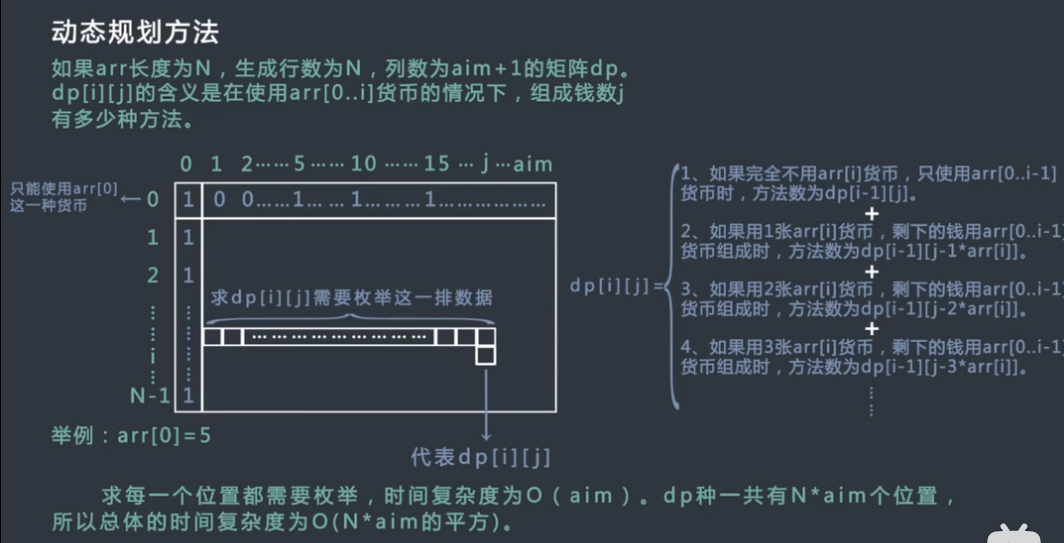 动态规划方法
如果arr长度为N，生成行数为N，列数为aim+1的矩阵dp。
dp[i][j]的含义是在使用arr[0..i]货币的情况下，组成钱数j
有多少种方法。
0 1 2…… 5 …… 10 …… 15 … j …aim
只能使用arr[0]
这一种货币
←0 1 0 0……1… … 1… … 1………………
1 1
2 1
求dp[i][j]需要枚举这一排数据
⋮ ⋮
… … … … … … … … …
i ⋮
⋮ ⋮
N-1 1
举例：arr[0]=5
代表dp[i][j]
dp[i][j]=
1、如果完全不用arr[i]货币，只使用arr[0..i-1]
货币时，方法数为dp[i-1][j]。
+
2、如果用1张arr[i]货币，剩下的钱用arr[0..i-1]
货币组成时，方法数为dp[i-1][j-1*arr[i]]。
+
3、如果用2张arr[i]货币，剩下的钱用arr[0..i-1]
货币组成时，方法数为dp[i-1][j-2*arr[i]]。
+
4、如果用3张arr[i]货币，剩下的钱用arr[0..i-1]
货币组成时，方法数为dp[i-1][j-3*arr[i]]。
⋮
求每一个位置都需要枚举，时间复杂度为O（aim）。dp种一共有N*aim个位置，
所以总体的时间复杂度为O(N*aim的平方)。